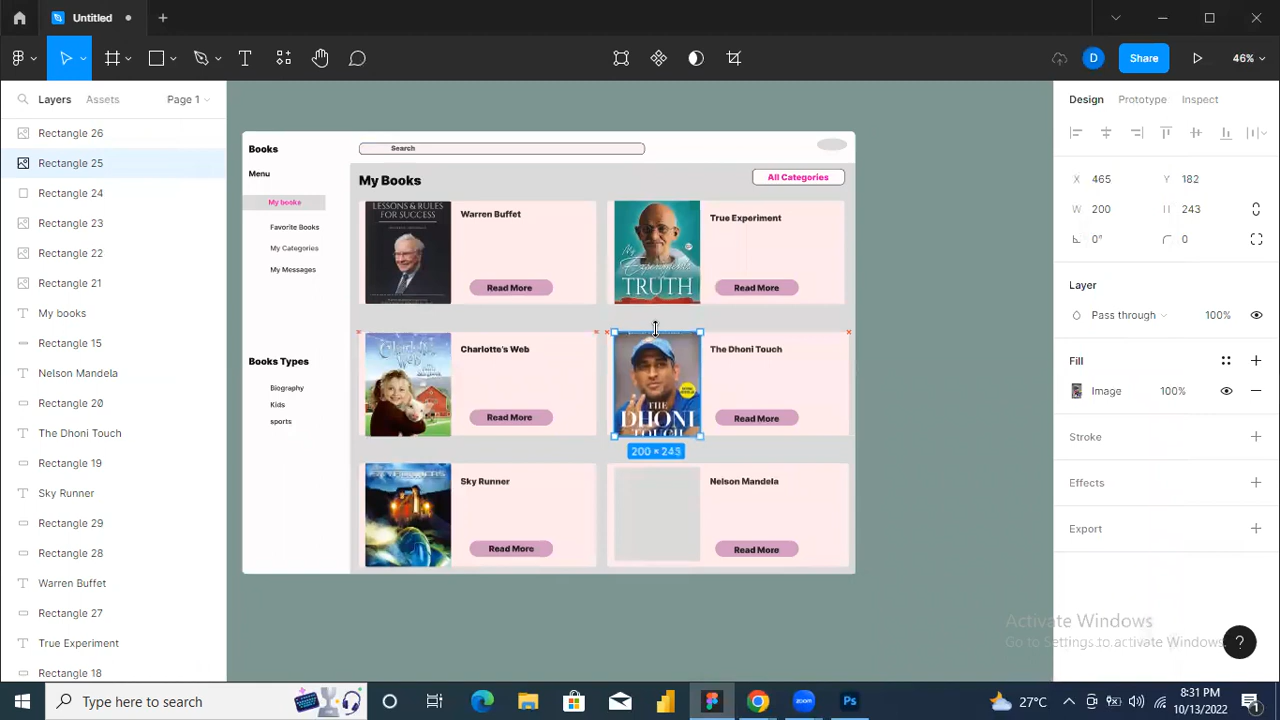 Untitled
D
Share
46%
Layers
Assets
Page 1
Rectangle 26
Rectangle 25
Rectangle 24
Rectangle 23
Rectangle 22
Rectangle 21
My books
Rectangle 15
Nelson Mandela
Rectangle 20
The Dhoni Touch
Rectangle 19
Sky Runner
Rectangle 29
Rectangle 28
Warren Buffet
Rectangle 27
True Experiment
Rectangle 18
Books
Search
Menu
My books
Favorite Books
My Categories
My Messages
Books Types
Biography
Kids
sports
My Books
All Categories
LESSONS & RULES
FOR SUCCESS
Warren Buffet
Read More
My
Experiments
TRUTH
True Experiment
Read More
Charlotte's
Web
Charlotte's Web
Read More
THE
DHONI
TOUCH
The Dhoni Touch
Read More
200 × 243
Sky Runner
Read More
Nelson Mandela
Read More
Design
Prototype
Inspect
X 465
Y 182
W 200
H 243
0°
0
Layer
Pass through
100%
Fill
Image
100%
Stroke
Effects
Export
Activate Windows
Go to Settings to activate Windows.
?
Type here to search
27°C
8:31 PM
10/13/2022
1